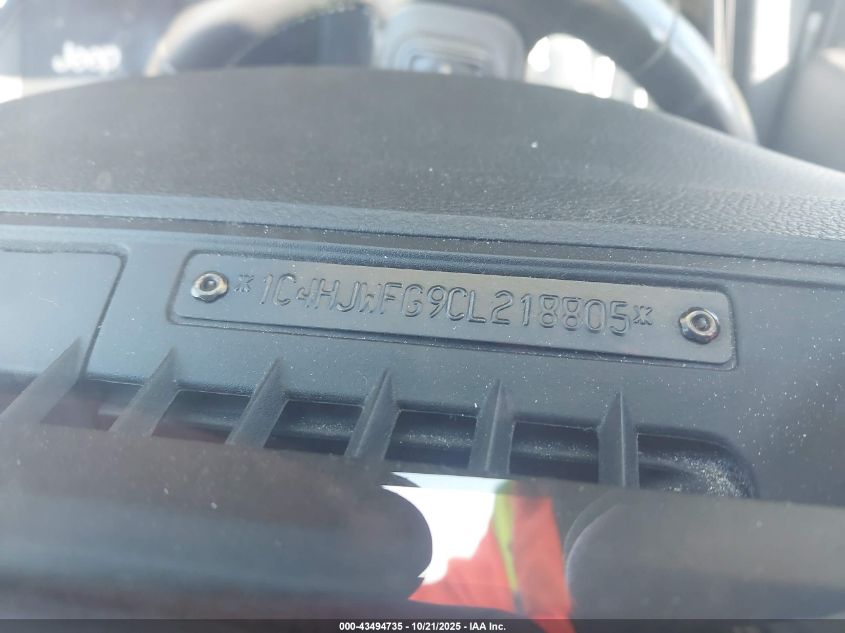 Jeep
*1C4HJWFG9CL218805*
000-43494735 - 10/21/2025 - IAA Inc.